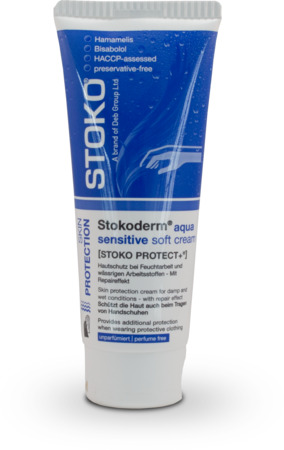 Hamamelis
Bisabolol
HACCP-assessed
preservative-free
STOKO®
A brand of Deb Group Ltd
SKIN
PROTECTION
Stokoderm® aqua
sensitive soft cream
[STOKO PROTECT+®]
Hautschutz bei Feuchtarbeit und
wässrigen Arbeitsstoffen - Mit
Repaireffekt
Skin protection cream for damp and
wet conditions - with repair effect
Schützt die Haut auch beim Tragen
von Handschuhen
Provides additional protection
when wearing protective clothing
unparfümiert / perfume free